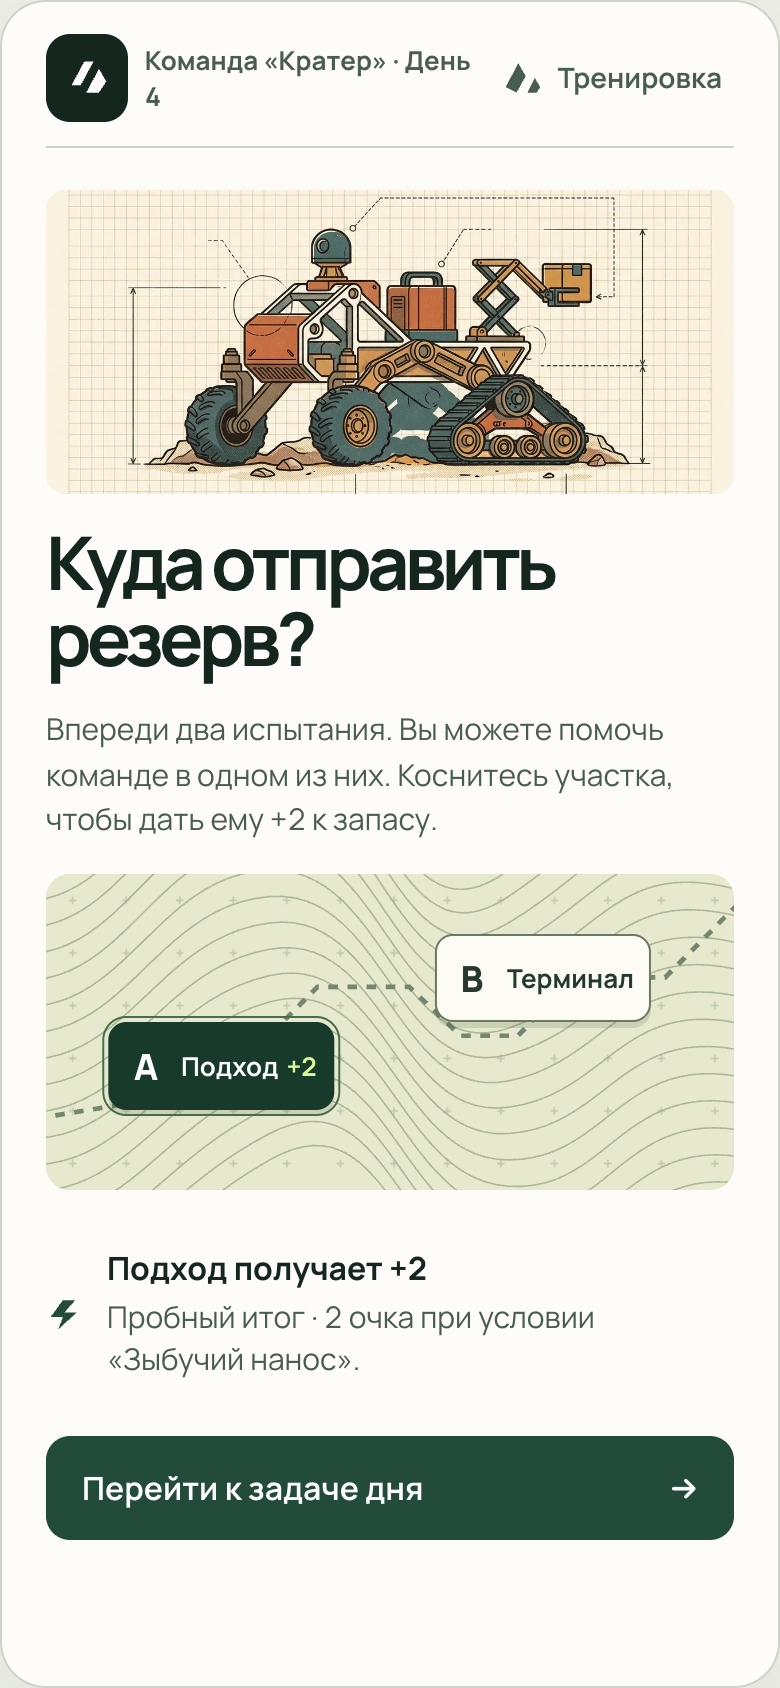 Команда «Кратер» · День
4
Тренировка
Куда отправить
резерв?
Впереди два испытания. Вы можете помочь
команде в одном из них. Коснитесь участка,
чтобы дать ему +2 к запасу.
B Терминал
A Подход +2
Подход получает +2
Пробный итог · 2 очка при условии
«Зыбучий нанос».
Перейти к задаче дня →